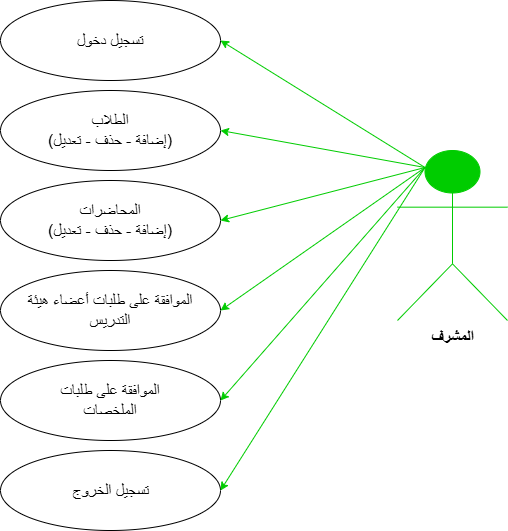 تسجيل دخول
الطلاب
(إضافة - حذف - تعديل)
المحاضرات
(إضافة - حذف - تعديل)
الموافقة على طلبات أعضاء هيئة
التدريس
الموافقة على طلبات
الملخصات
تسجيل الخروج
المشرف